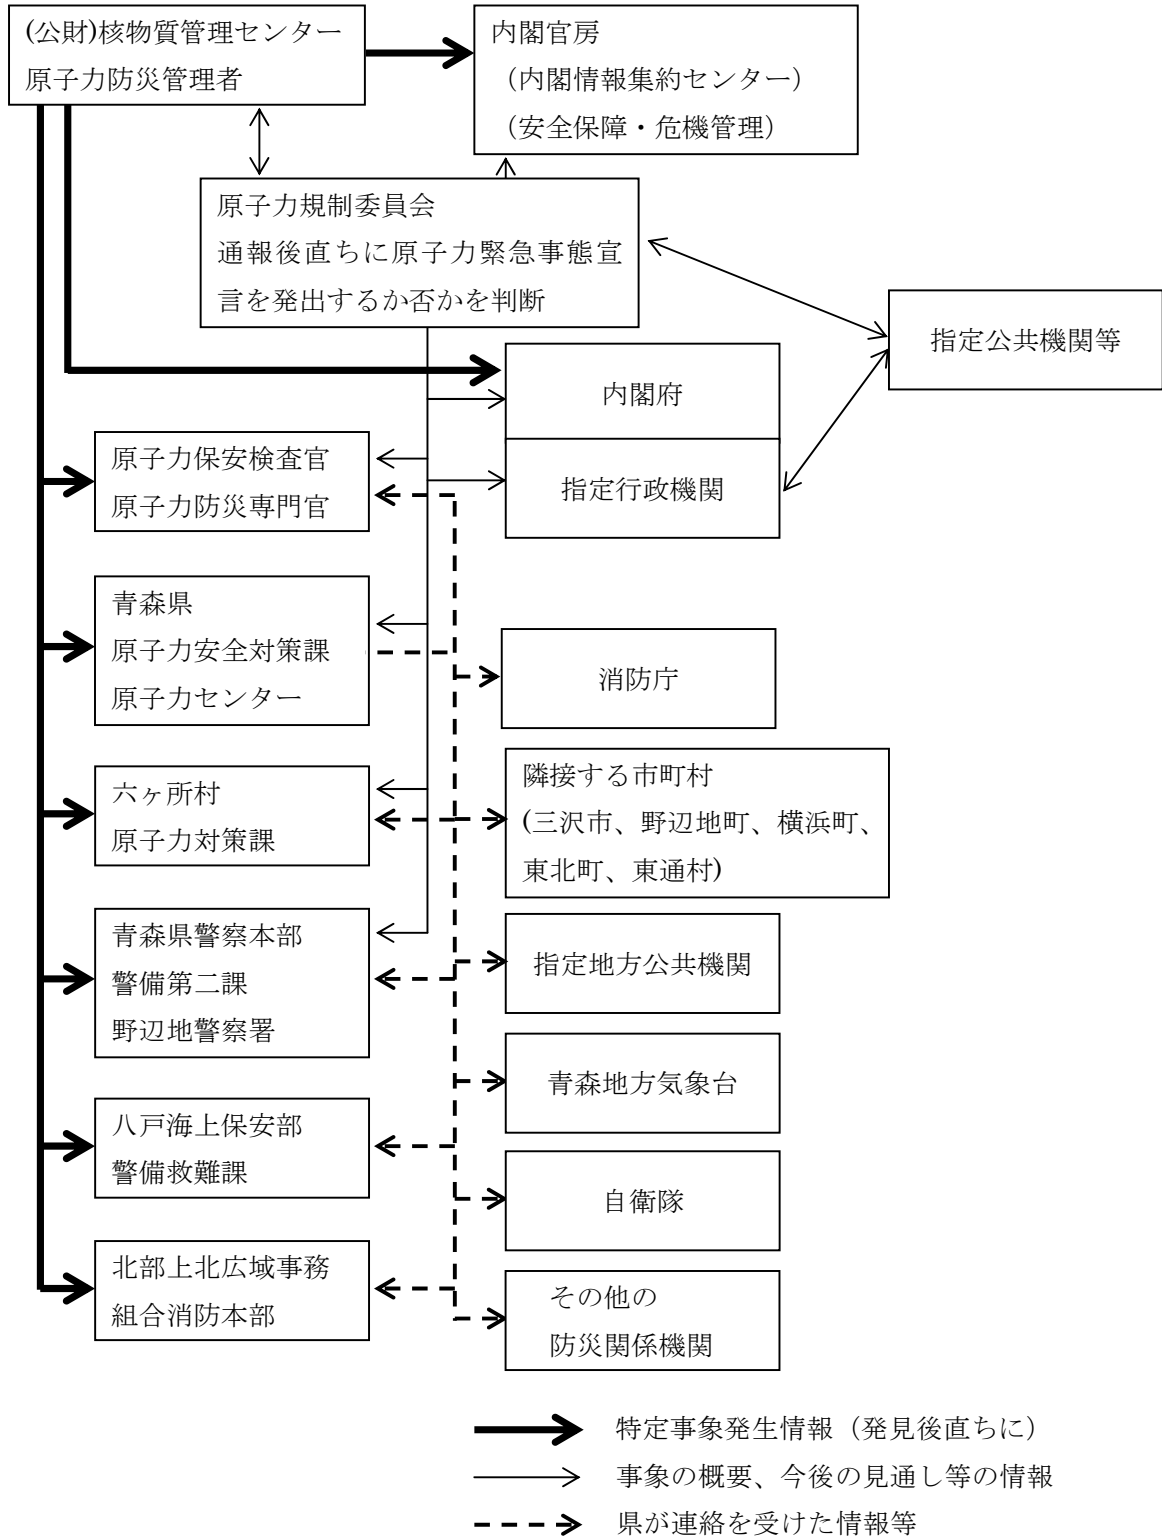 (公財)核物質管理センター
原子力防災管理者
内閣官房
（内閣情報集約センター）
（安全保障・危機管理）
原子力規制委員会
通報後直ちに原子力緊急事態宣
言を発出するか否かを判断
指定公共機関等
内閣府
指定行政機関
原子力保安検査官
原子力防災専門官
青森県
原子力安全対策課
原子力センター
消防庁
六ヶ所村
原子力対策課
隣接する市町村
(三沢市、野辺地町、横浜町、
東北町、東通村)
青森県警察本部
警備第二課
野辺地警察署
指定地方公共機関
青森地方気象台
八戸海上保安部
警備救難課
自衛隊
北部上北広域事務
組合消防本部
その他の
防災関係機関
特定事象発生情報（発見後直ちに）
事象の概要、今後の見通し等の情報
県が連絡を受けた情報等